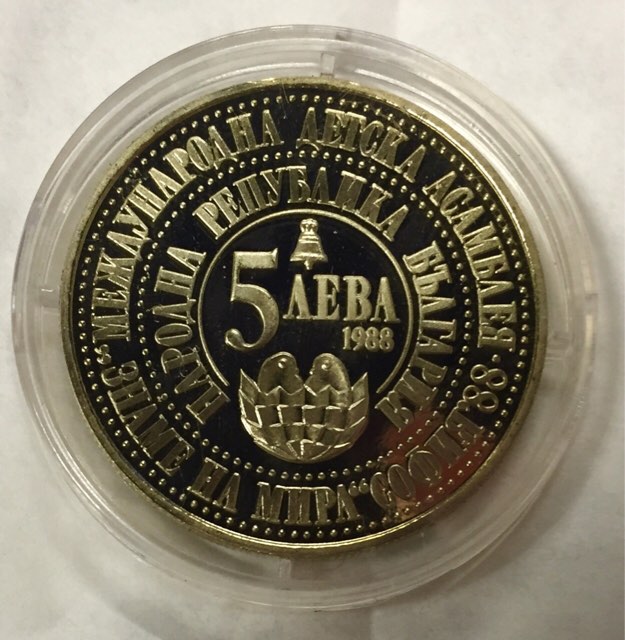 МЕЖДУНАРОДНА ДЕТСКА АСАМБЛЕЯ
„ЗНАМЕ НА МИРА“ СОФИЯ'88·
НАРОДНА РЕПУБЛИКА БЪЛГАРИЯ
5 ЛЕВА
1988